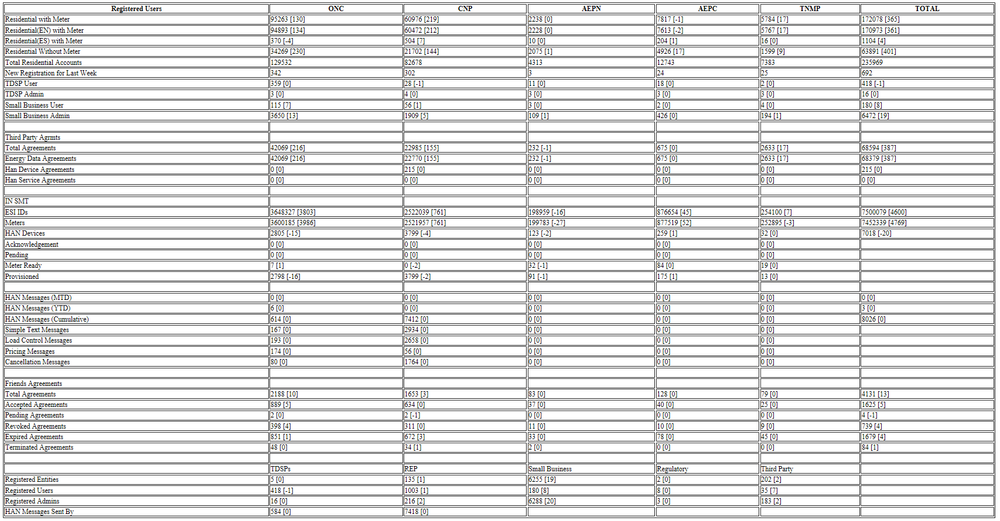 Registered Users ONC CNP AEPN AEPC TNMP TOTAL
Residential with Meter 95263 [130] 60976 [219] 2238 [0] 7817 [-1] 5784 [17] 172078 [365]
Residential(EN) with Meter 94893 [134] 60472 [212] 2228 [0] 7613 [-2] 5767 [17] 170973 [361]
Residential(ES) with Meter 370 [-4] 504 [7] 10 [0] 204 [1] 16 [0] 1104 [4]
Residential Without Meter 34269 [230] 21702 [144] 2075 [1] 4926 [17] 1599 [9] 63891 [401]
Total Residential Accounts 129532 82678 4313 12743 7383 235969
New Registration for Last Week 342 302 3 24 25 692
TDSP User 359 [0] 28 [-1] 11 [0] 18 [0] 2 [0] 418 [-1]
TDSP Admin 3 [0] 4 [0] 3 [0] 3 [0] 3 [0] 16 [0]
Small Business User 115 [7] 56 [1] 3 [0] 2 [0] 4 [0] 180 [8]
Small Business Admin 3650 [13] 1909 [5] 109 [1] 426 [0] 194 [1] 6472 [19]
Third Party Agrmts
Total Agreements 42069 [216] 22985 [155] 232 [-1] 675 [0] 2633 [17] 68594 [387]
Energy Data Agreements 42069 [216] 22770 [155] 232 [-1] 675 [0] 2633 [17] 68379 [387]
Han Device Agreements 0 [0] 215 [0] 0 [0] 0 [0] 0 [0] 215 [0]
Han Service Agreements 0 [0] 0 [0] 0 [0] 0 [0] 0 [0] 0 [0]
IN SMT
ESI IDs 3648327 [3803] 2522039 [761] 198959 [-16] 876654 [45] 254100 [7] 7500079 [4600]
Meters 3600185 [3986] 2521957 [761] 199783 [-27] 877519 [52] 252895 [-3] 7452339 [4769]
HAN Devices 2805 [-15] 3799 [-4] 123 [-2] 259 [1] 32 [0] 7018 [-20]
Acknowledgement 0 [0] 0 [0] 0 [0] 0 [0] 0 [0]
Pending 0 [0] 0 [0] 0 [0] 0 [0] 0 [0]
Meter Ready 7 [1] 0 [-2] 32 [-1] 84 [0] 19 [0]
Provisioned 2798 [-16] 3799 [-2] 91 [-1] 175 [1] 13 [0]
HAN Messages (MTD) 0 [0] 0 [0] 0 [0] 0 [0] 0 [0] 0 [0]
HAN Messages (YTD) 6 [0] 0 [0] 0 [0] 0 [0] 0 [0] 3 [0]
HAN Messages (Cumulative) 614 [0] 7412 [0] 0 [0] 0 [0] 0 [0] 8026 [0]
Simple Text Messages 167 [0] 2934 [0] 0 [0] 0 [0] 0 [0]
Load Control Messages 193 [0] 2658 [0] 0 [0] 0 [0] 0 [0]
Pricing Messages 174 [0] 56 [0] 0 [0] 0 [0] 0 [0]
Cancellation Messages 80 [0] 1764 [0] 0 [0] 0 [0] 0 [0]
Friends Agreements
Total Agreements 2188 [10] 1653 [3] 83 [0] 128 [0] 79 [0] 4131 [13]
Accepted Agreements 889 [5] 634 [0] 37 [0] 40 [0] 25 [0] 1625 [5]
Pending Agreements 2 [0] 2 [-1] 0 [0] 0 [0] 0 [0] 4 [-1]
Revoked Agreements 398 [4] 311 [0] 11 [0] 10 [0] 9 [0] 739 [4]
Expired Agreements 851 [1] 672 [3] 33 [0] 78 [0] 45 [0] 1679 [4]
Terminated Agreements 48 [0] 34 [1] 2 [0] 0 [0] 0 [0] 84 [1]
TDSPs REP Small Business Regulatory Third Party
Registered Entities 5 [0] 135 [1] 6255 [19] 2 [0] 202 [2]
Registered Users 418 [-1] 1003 [1] 180 [8] 8 [0] 35 [7]
Registered Admins 16 [0] 216 [2] 6288 [20] 3 [0] 183 [2]
HAN Messages Sent By 584 [0] 7418 [0]